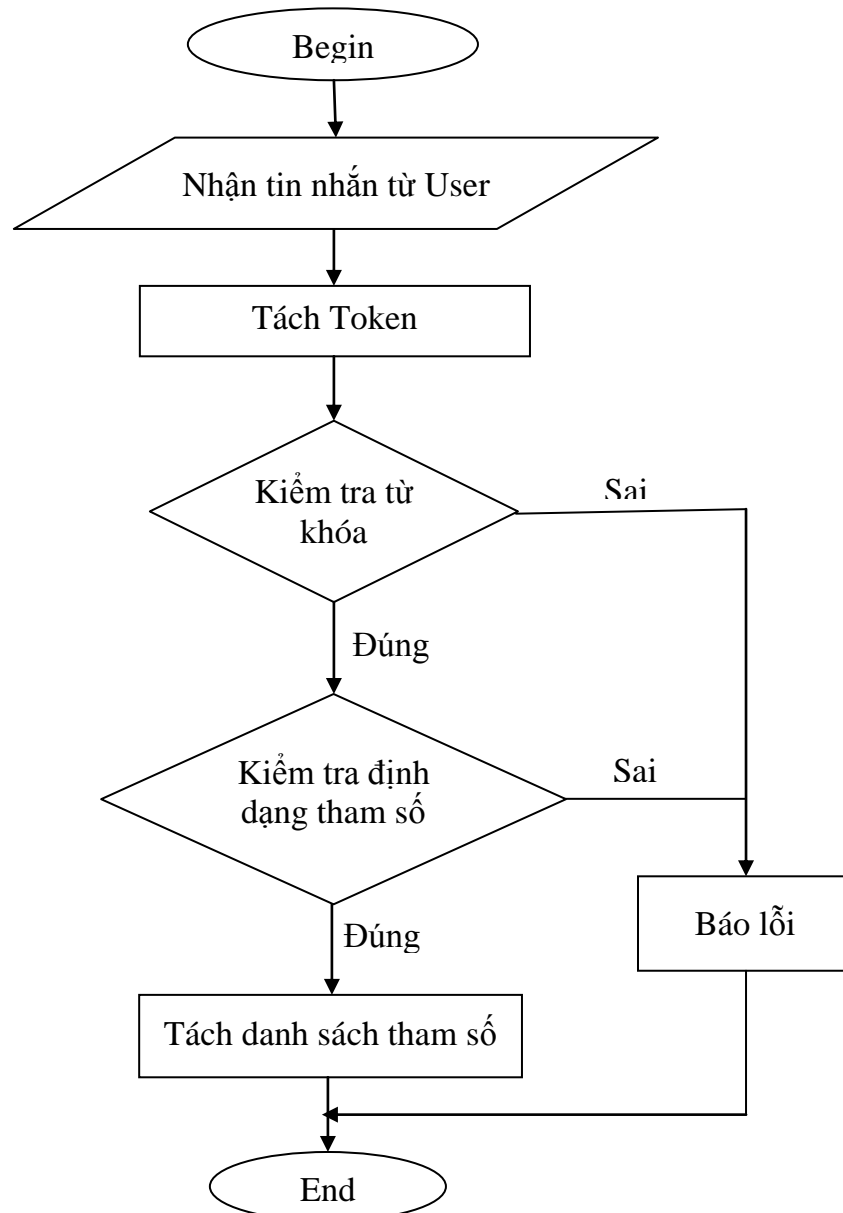 Begin
Nhận tin nhắn từ User
Tách Token
Kiểm tra từ
khóa
Sai
Đúng
Kiểm tra định
dạng tham số
Sai
Báo lỗi
Đúng
Tách danh sách tham số
End